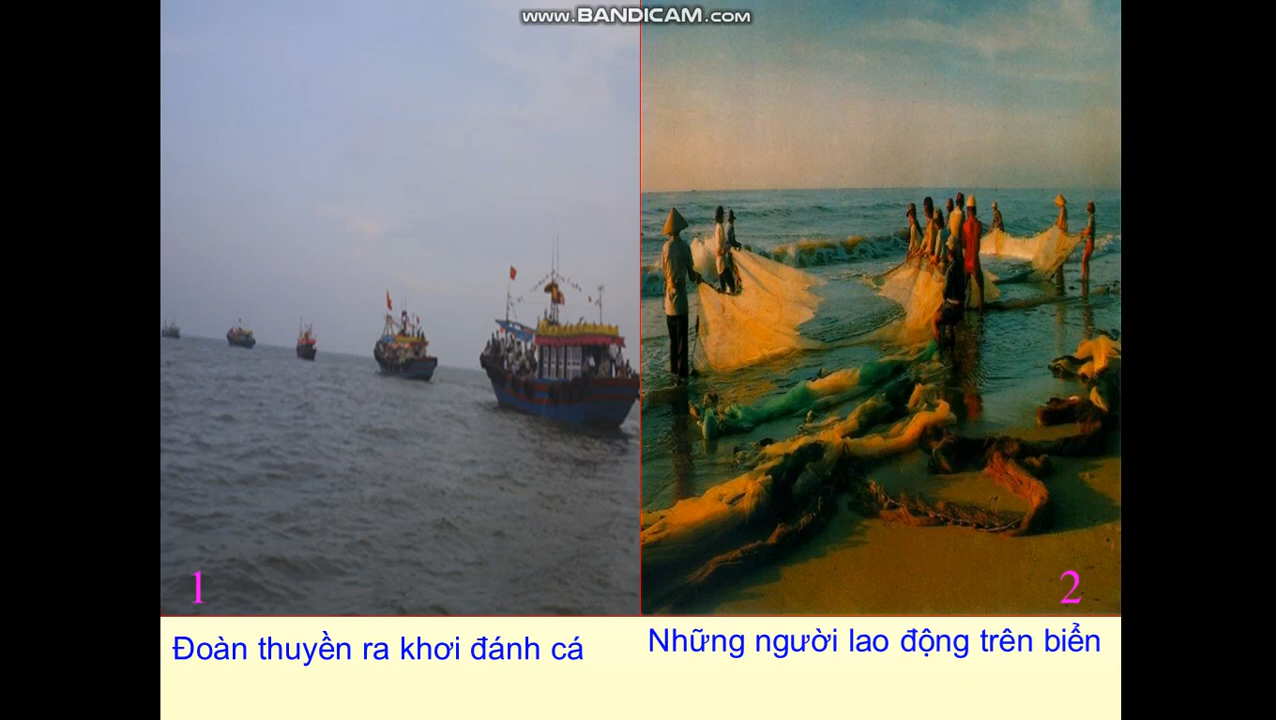 www.BANDICAM.com
1
2
Đoàn thuyền ra khơi đánh cá
Những người lao động trên biển